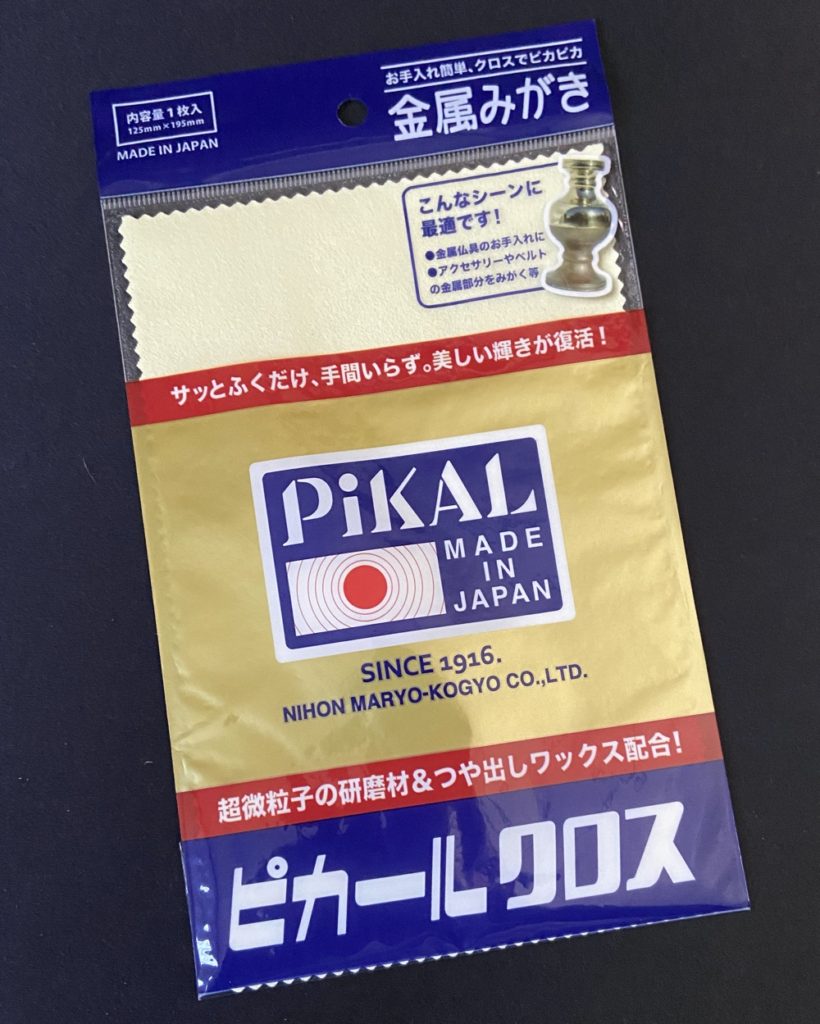 内容量1枚入
125mm×195mm
MADE IN JAPAN
お手入れ簡単、クロスでピカピカ
金属みがき
こんなシーンに
最適です！
●金属仏具のお手入れに
●アクセサリーやベルト
の金属部分をみがく等
サッとふくだけ、手間いらず。美しい輝きが復活！
PiKAL
MADE
IN
JAPAN
SINCE 1916.
NIHON MARYO-KOGYO CO.,LTD.
超微粒子の研磨材&つや出しワックス配合！
ピカールクロス